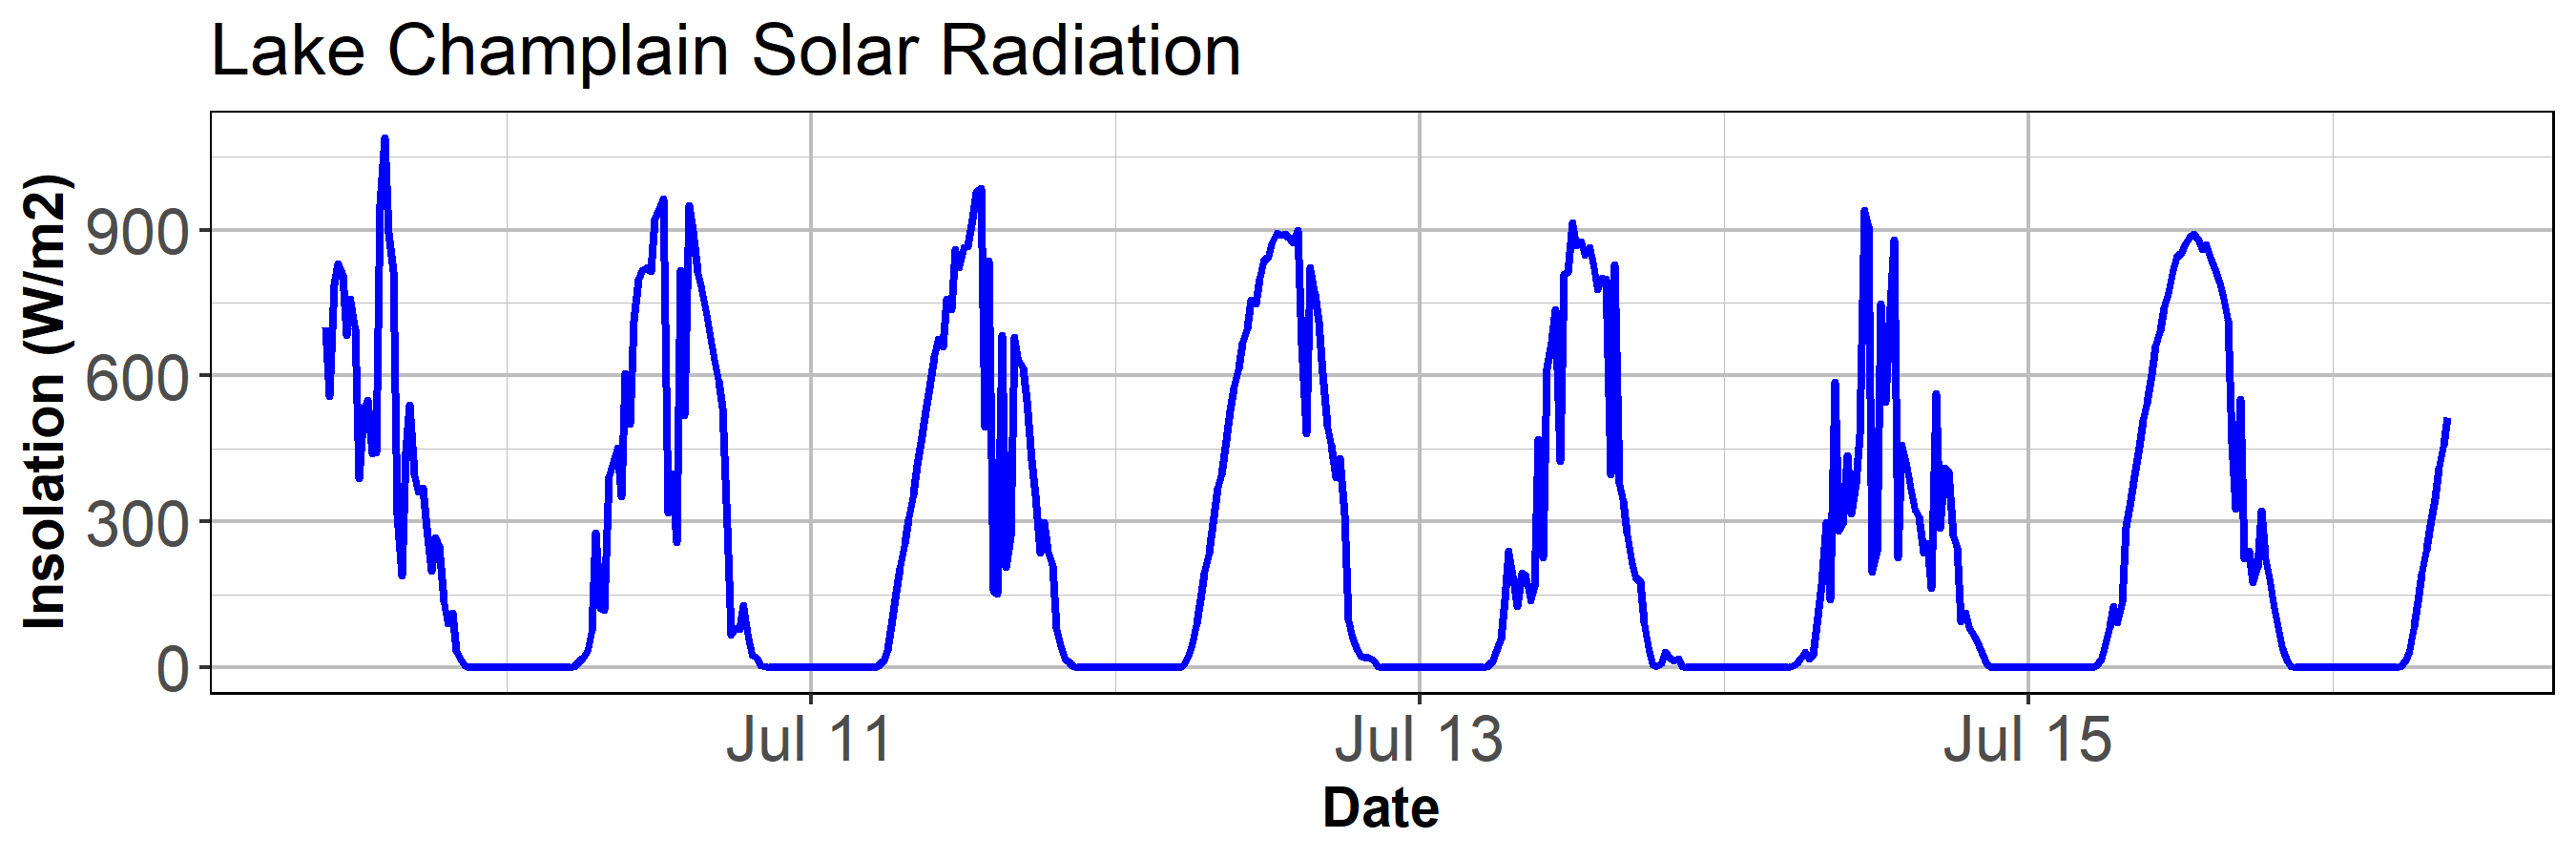 Lake Champlain Solar Radiation
Insolation (W/m2)
900
600
300
0
Jul 11
Jul 13
Jul 15
Date